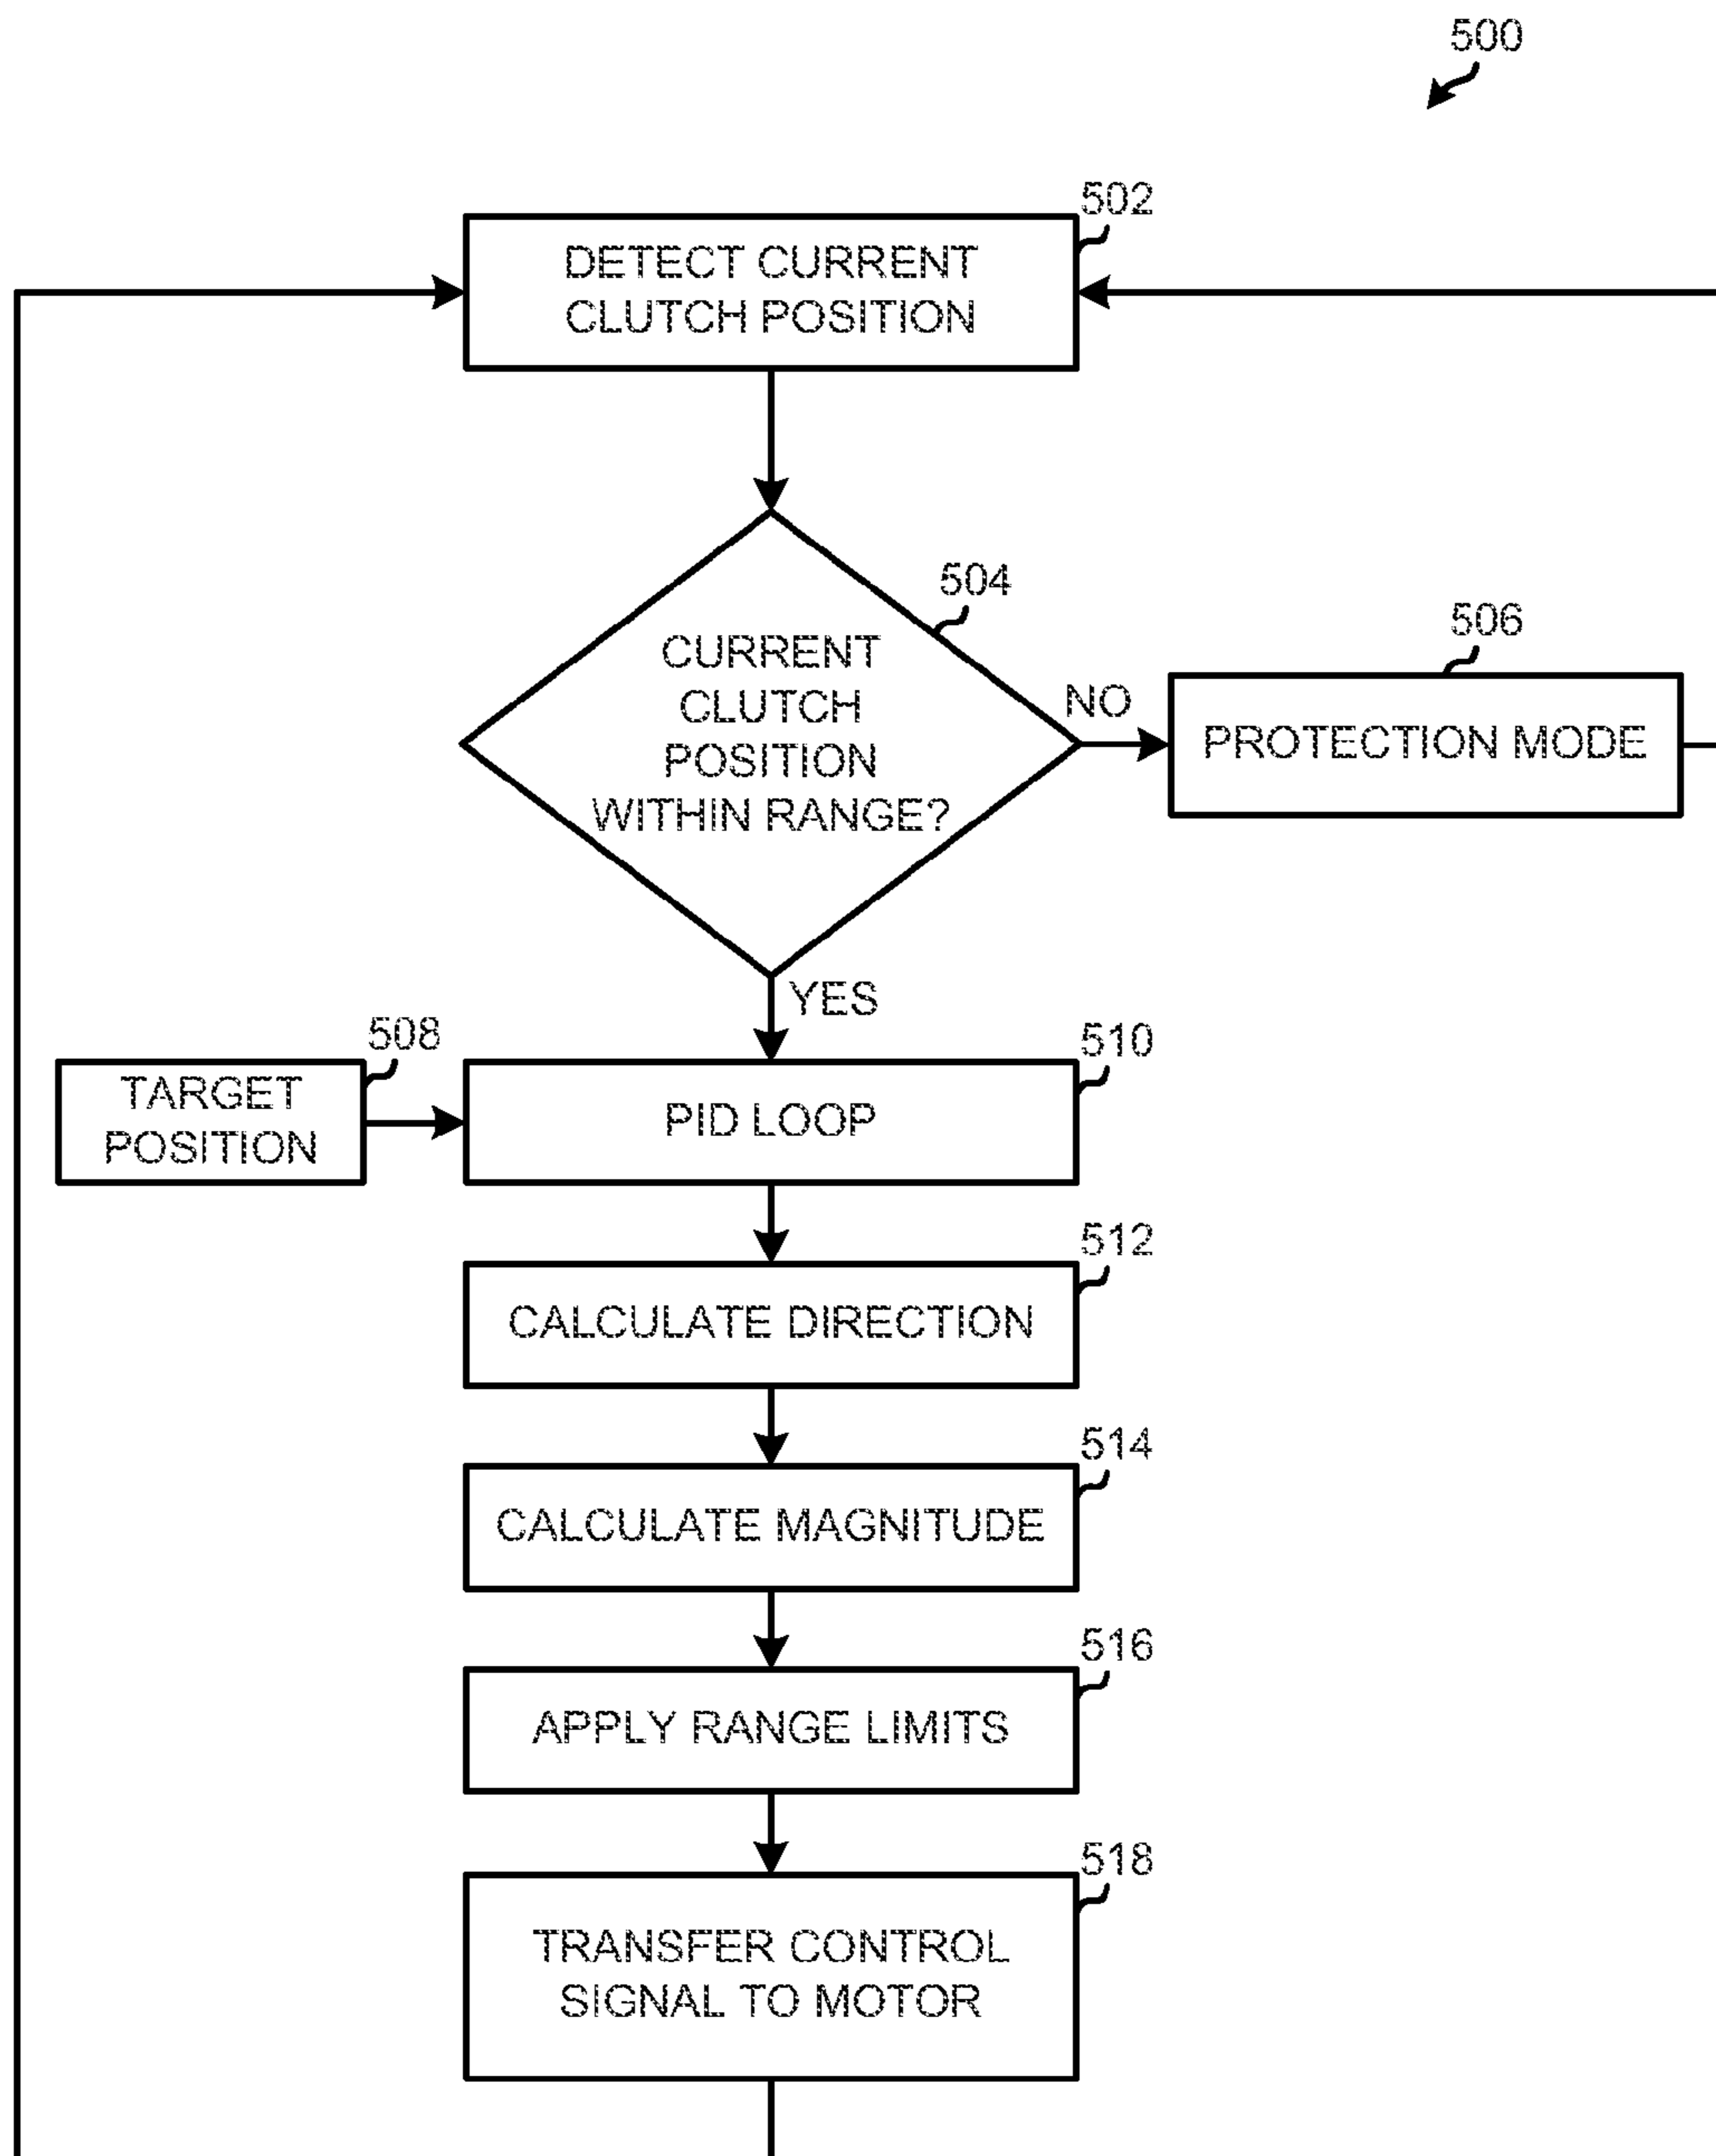 500
502
DETECT CURRENT
CLUTCH POSITION
504
CURRENT
CLUTCH
POSITION
WITHIN RANGE?
NO
506
PROTECTION MODE
YES
508
TARGET
POSITION
510
PID LOOP
512
CALCULATE DIRECTION
514
CALCULATE MAGNITUDE
516
APPLY RANGE LIMITS
518
TRANSFER CONTROL
SIGNAL TO MOTOR